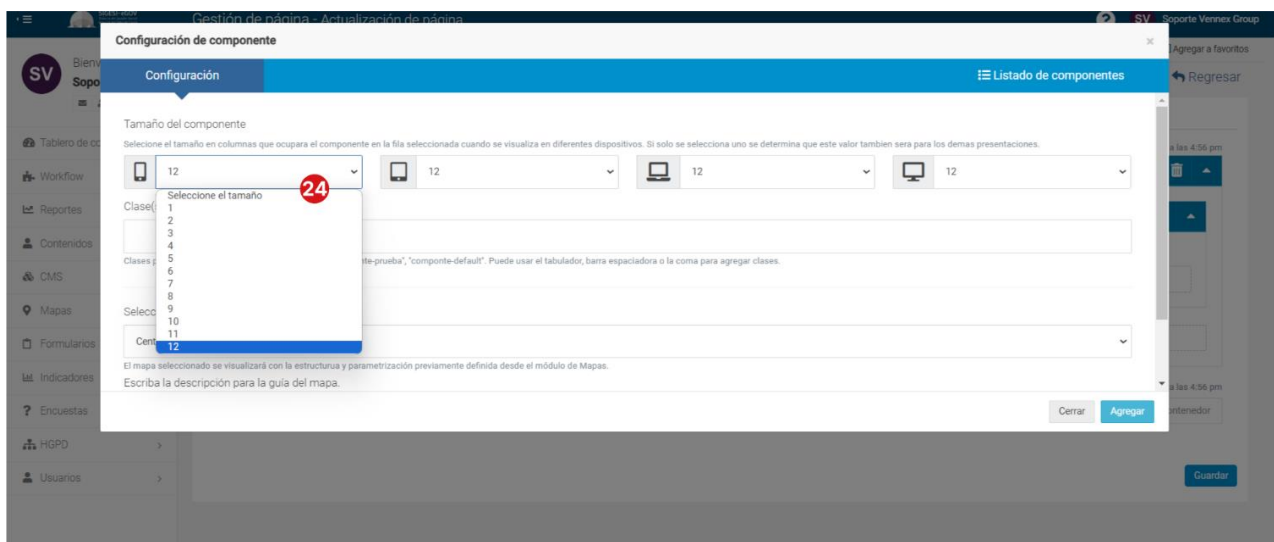 Gestión de página - Actualización de página
SV Soporte Vennex Group
Configuración de componente
Agregar a favoritos
SV
Configuración
Listado de componentes
Regresar
Tamaño del componente
Selecione el tamaño en columnas que ocupara el componente en la fila seleccionada cuando se visualiza en diferentes dispositivos. Si solo se selecciona uno se determina que este valor tambien sera para los demas presentaciones.
a las 4:56 pm
12
12
12
12
24
Seleccione el tamaño
1
2
3
4
5
6
7
8
9
10
11
12
Puede usar el tabulador, barra espaciadora o la coma para agregar clases.
El mapa seleccionado se visualizará con la estructurua y parametrización previamente definida desde el módulo de Mapas.
Escriba la descripción para la guía del mapa.
a las 4:56 pm
Cerrar
Agregar
Tablero de
Workflow
Reportes
Contenidos
CMS
Mapas
Formularios
Indicadores
Encuestas
HGPD
Usuarios
Guardar